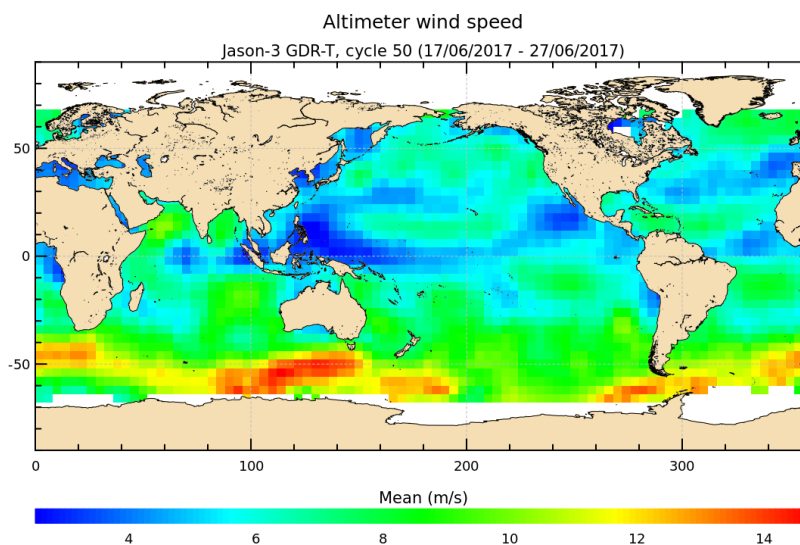 Altimeter wind speed
Jason-3 GDR-T, cycle 50 (17/06/2017 - 27/06/2017)
50
0
-50
0 100 200 300
Mean (m/s)
4 6 8 10 12 14